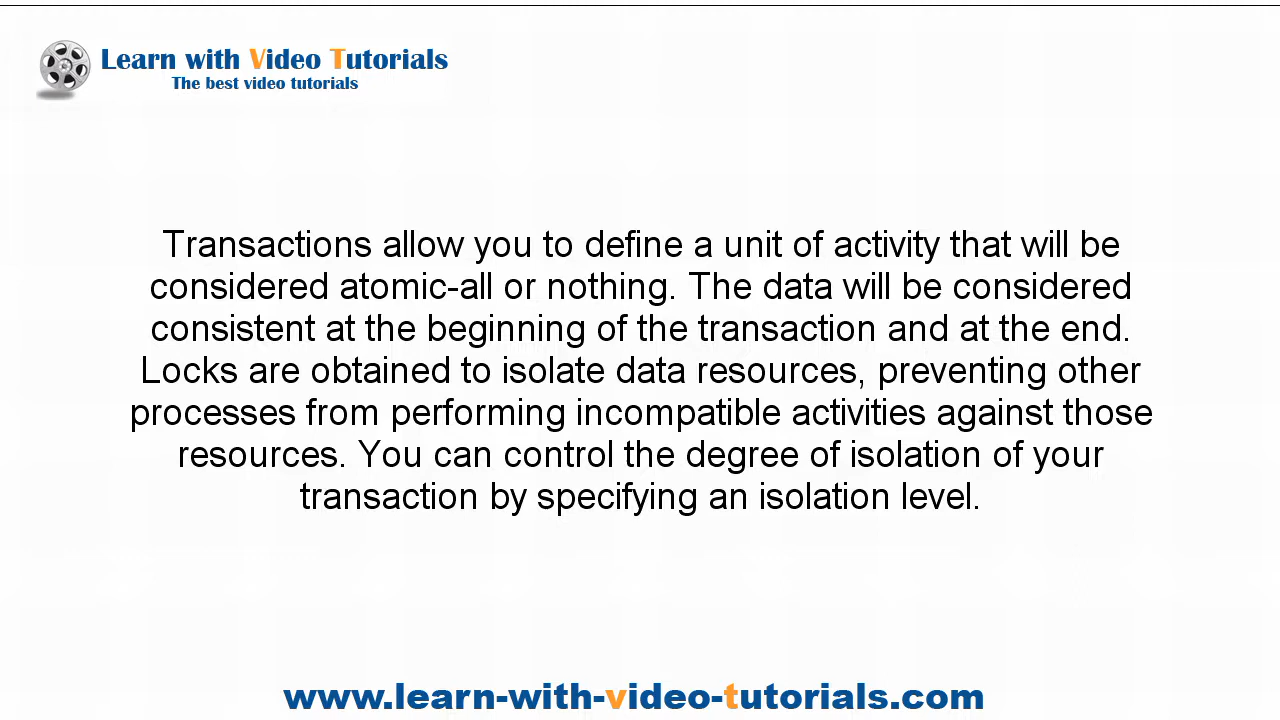 Learn with Video Tutorials
The best video tutorials
Transactions allow you to define a unit of activity that will be
considered atomic-all or nothing. The data will be considered
consistent at the beginning of the transaction and at the end.
Locks are obtained to isolate data resources, preventing other
processes from performing incompatible activities against those
resources. You can control the degree of isolation of your
transaction by specifying an isolation level.
www.learn-with-video-tutorials.com